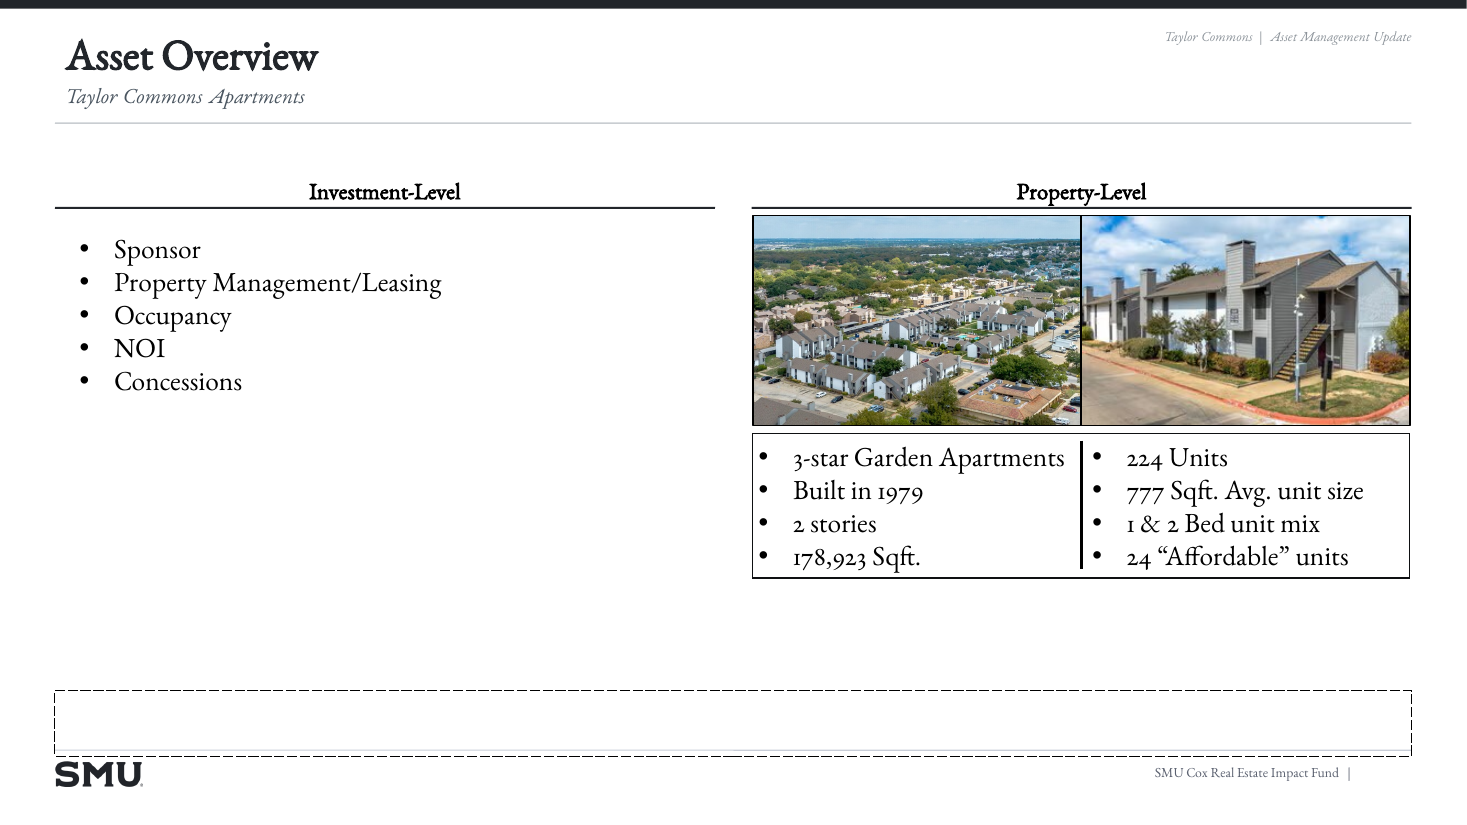 Taylor Commons | Asset Management Update
Asset Overview
Taylor Commons Apartments
Investment-Level
• Sponsor
• Property Management/Leasing
• Occupancy
• NOI
• Concessions
Property-Level
• 3-star Garden Apartments
• Built in 1979
• 2 stories
• 178,923 Sqft.
• 224 Units
• 777 Sqft. Avg. unit size
• 1 & 2 Bed unit mix
• 24 “Affordable” units
SMU
SMU Cox Real Estate Impact Fund |